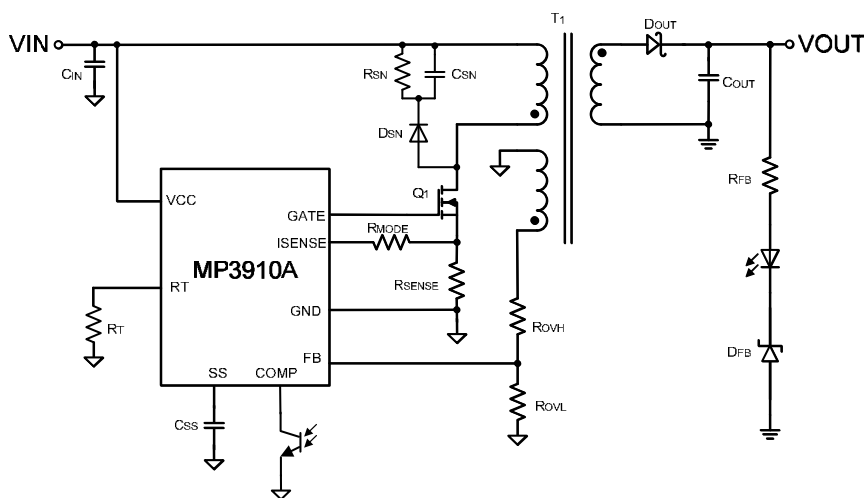 T1
DOUT
VIN
VOUT
CIN
RSN
CSN
COUT
DSN
RFB
Q1
VCC
GATE
RMODE
ISENSE
MP3910A
RT
RSENSE
GND
RT
ROVH
FB
DFB
SS
COMP
ROVL
CSS